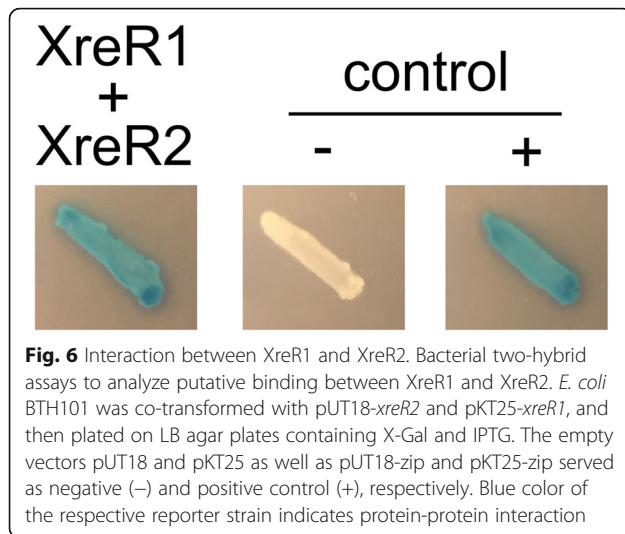 XreR1
+
XreR2
control
-
+
Fig. 6 Interaction between XreR1 and XreR2. Bacterial two-hybrid
assays to analyze putative binding between XreR1 and XreR2. E. coli
BTH101 was co-transformed with pUT18-xreR2 and pKT25-xreR1, and
then plated on LB agar plates containing X-Gal and IPTG. The empty
vectors pUT18 and pKT25 as well as pUT18-zip and pKT25-zip served
as negative (−) and positive control (+), respectively. Blue color of
the respective reporter strain indicates protein-protein interaction